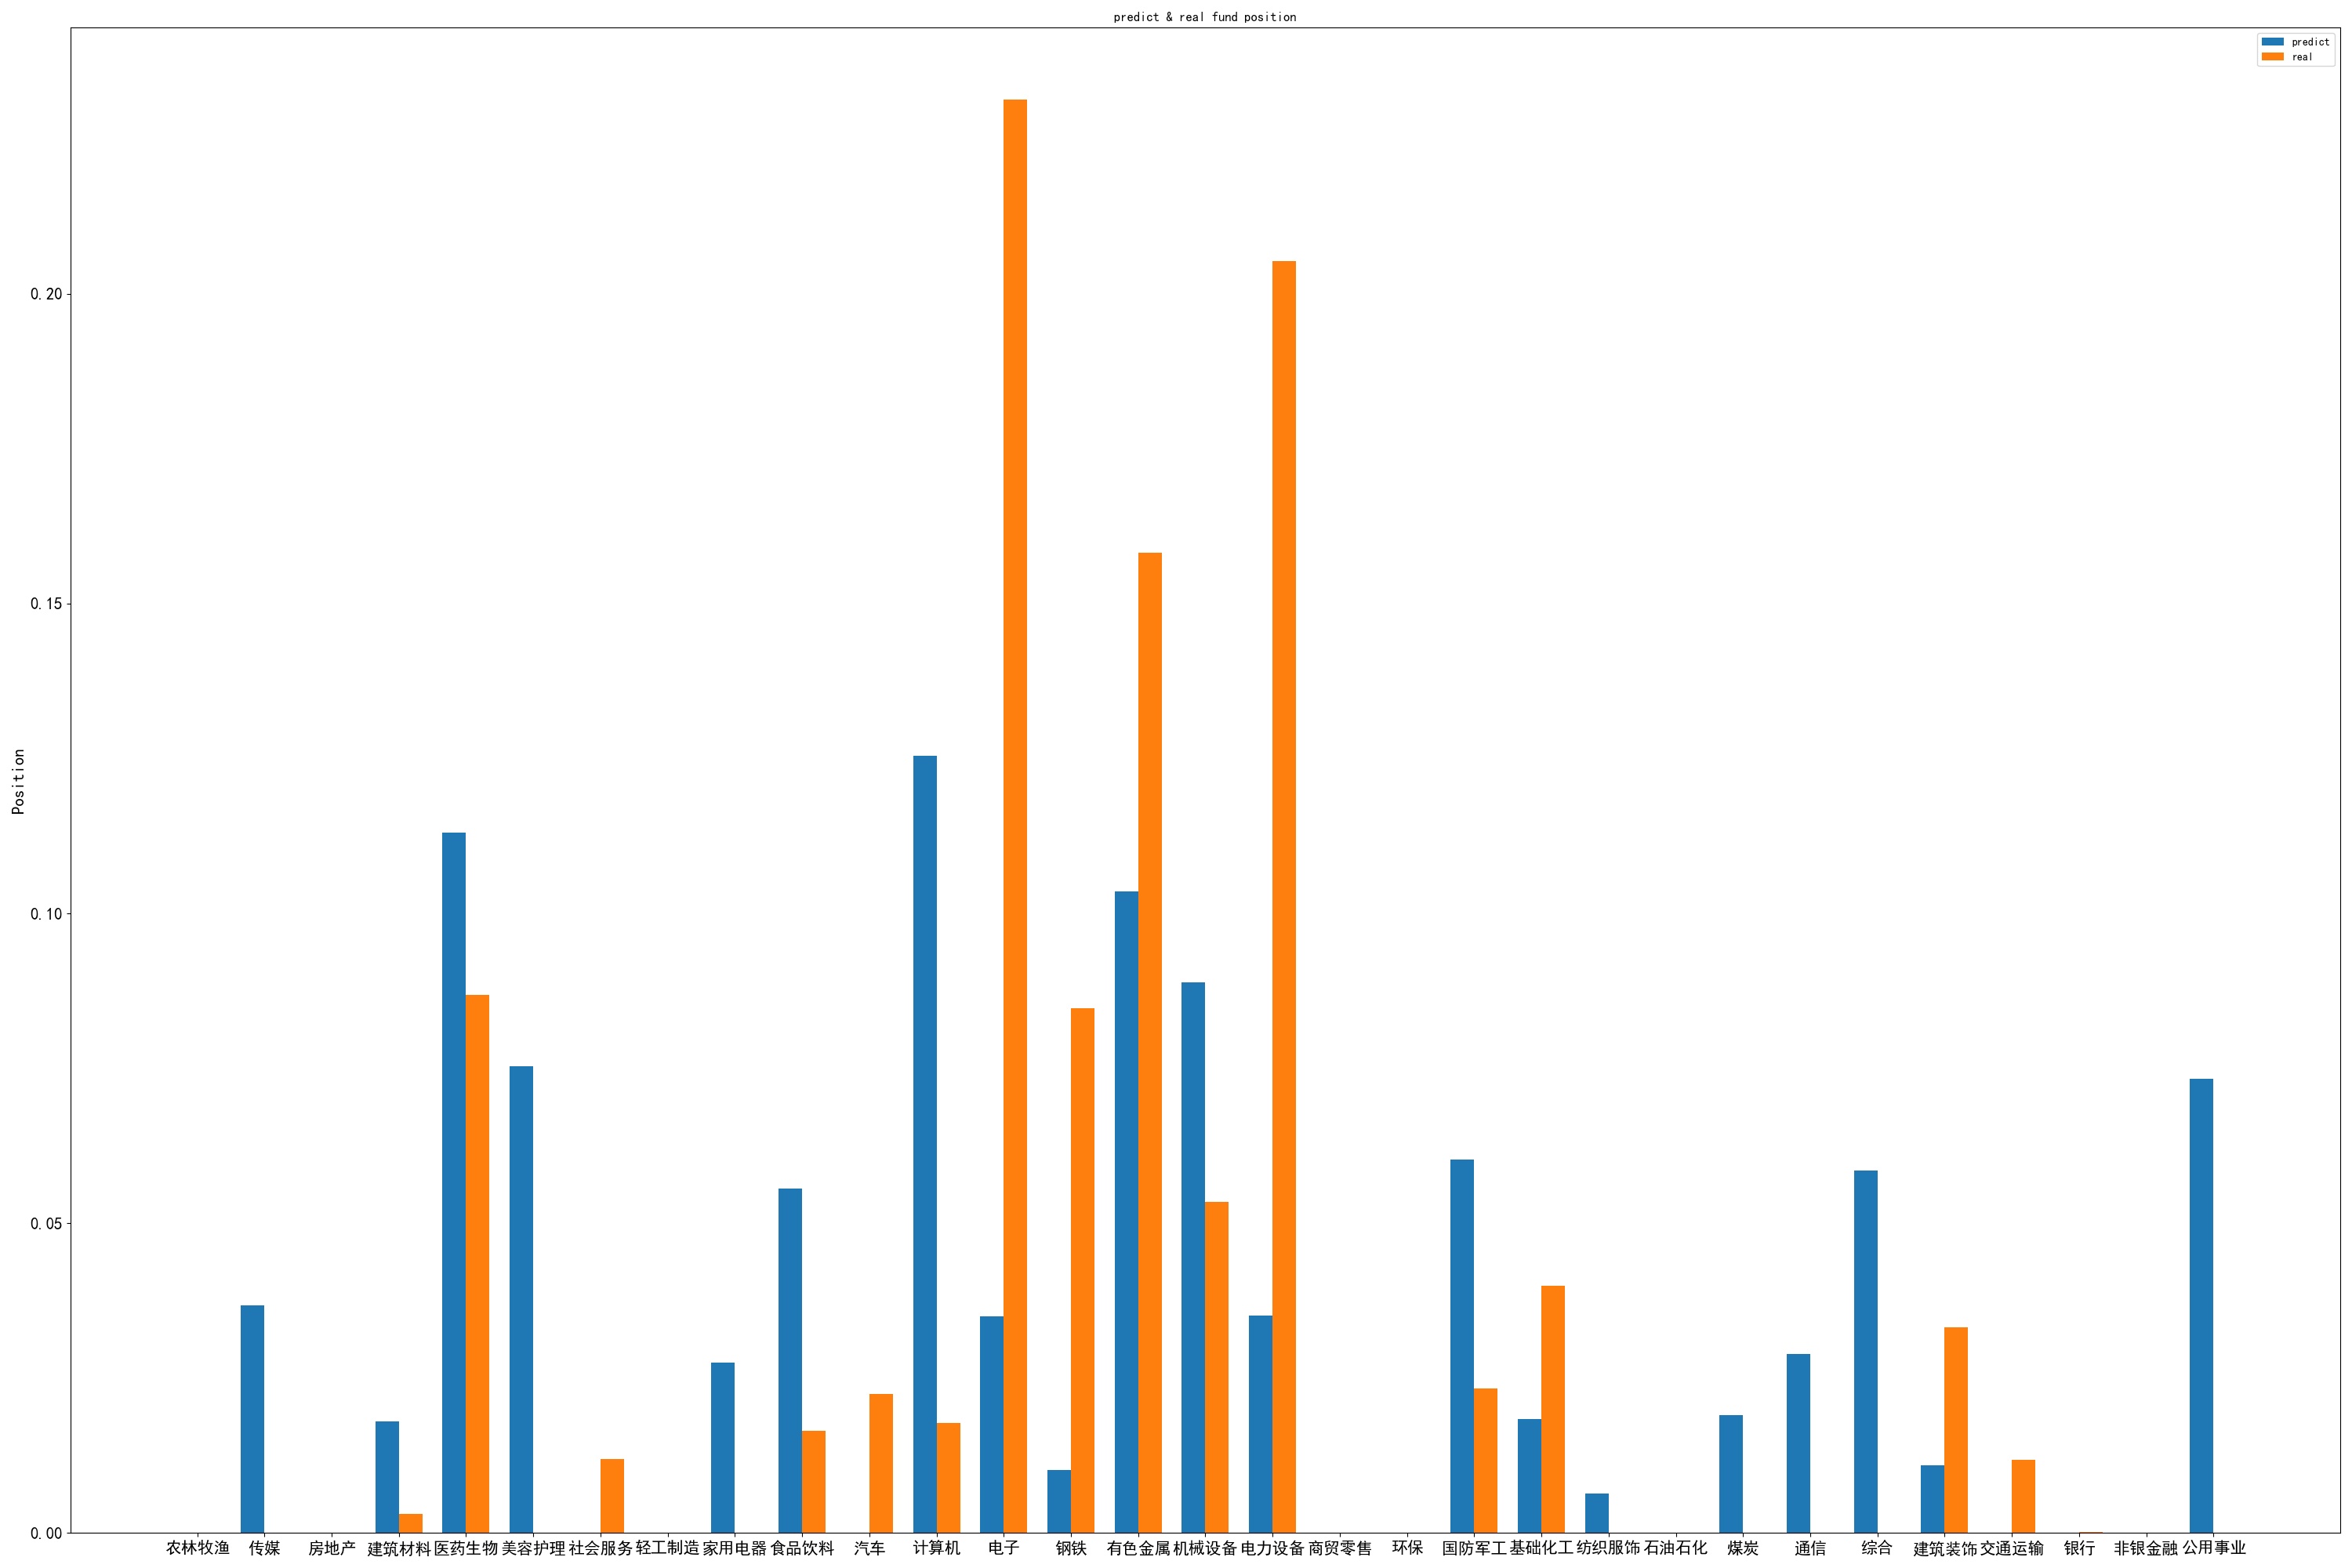 predict & real fund position
predict
real
Position
0.20
0.15
0.10
0.05
0.00
农林牧渔 传媒 房地产 建筑材料 医药生物 美容护理 社会服务 轻工制造 家用电器 食品饮料 汽车 计算机 电子 钢铁 有色金属 机械设备 电力设备 商贸零售 环保 国防军工 基础化工 纺织服饰 石油石化 煤炭 通信 综合 建筑装饰 交通运输 银行 非银金融 公用事业